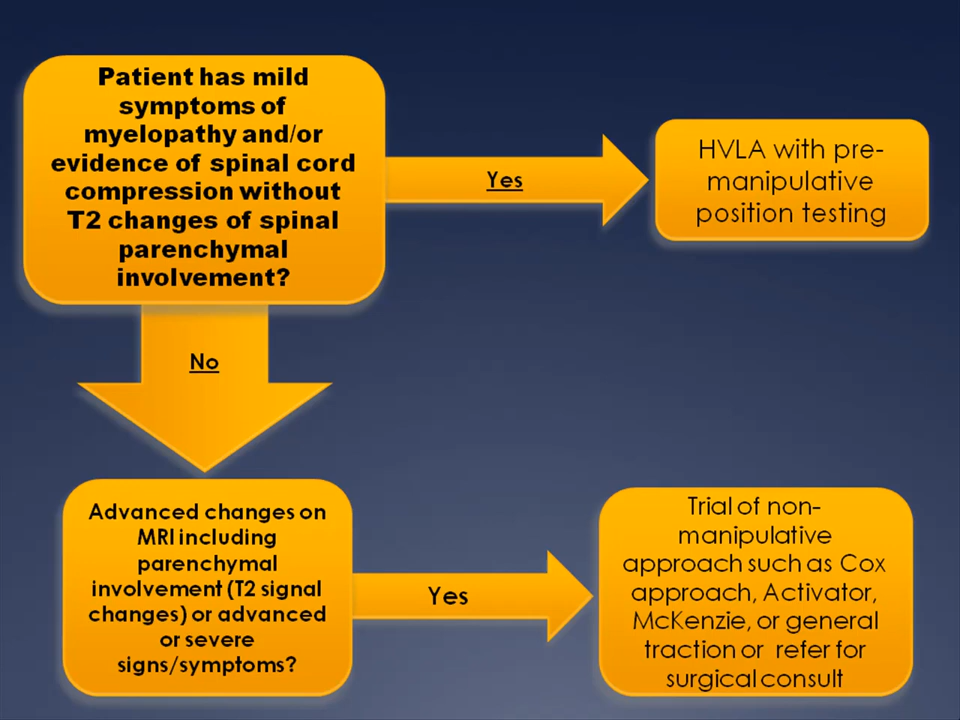 Patient has mild
symptoms of
myelopathy and/or
evidence of spinal cord
compression without
T2 changes of spinal
parenchymal
involvement?
Yes
HVLA with pre-
manipulative
position testing
No
Advanced changes on
MRI including
parenchymal
involvement (T2 signal
changes) or advanced
or severe
signs/symptoms?
Yes
Trial of non-
manipulative
approach such as Cox
approach, Activator,
McKenzie, or general
traction or refer for
surgical consult